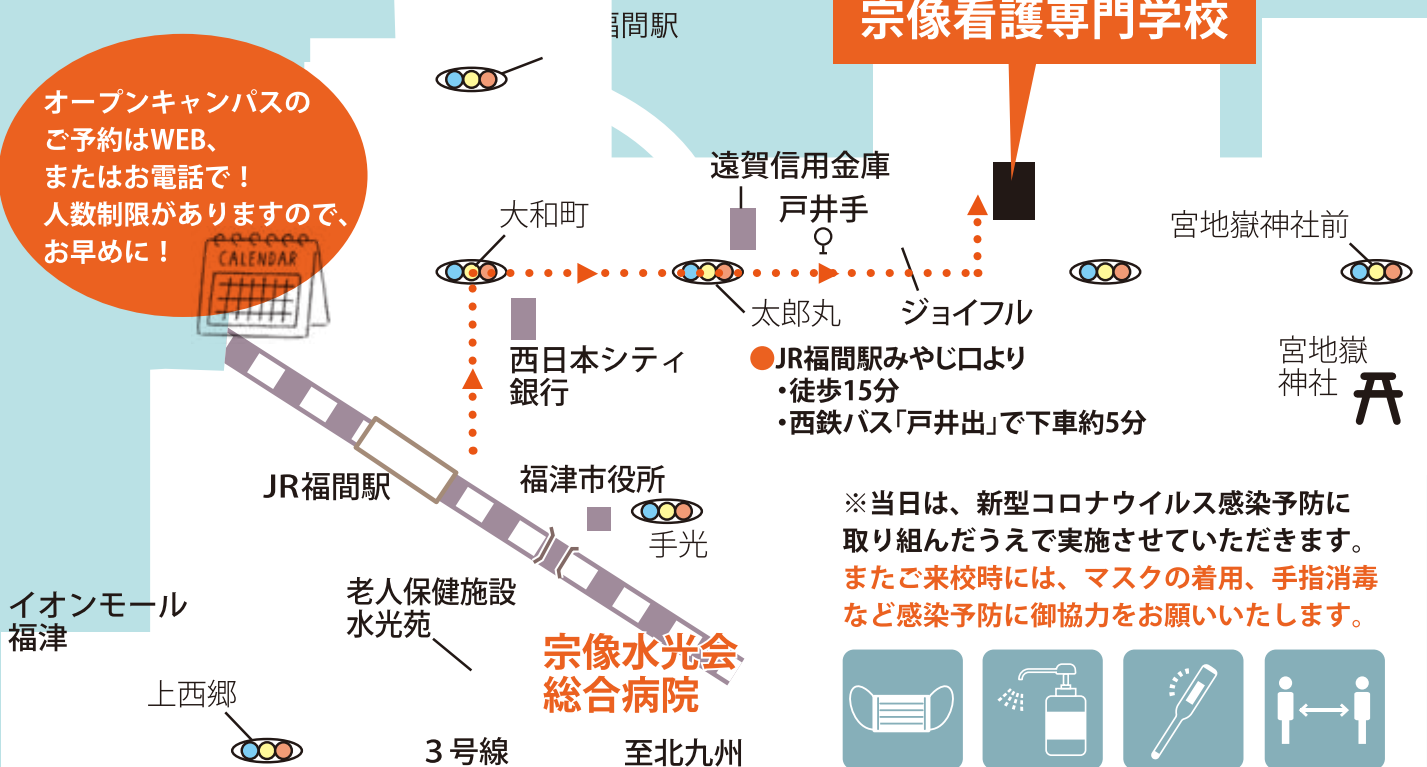 宗像看護専門学校
間駅
オープンキャンパスの
ご予約はWEB、
またはお電話で！
人数制限がありますので、
お早めに！
CALENDAR
遠賀信用金庫
戸井手
大和町
宮地嶽神社前
太郎丸
ジョイフル
西日本シティ
銀行
●JR福間駅みやじ口より
・徒歩15分
・西鉄バス「戸井出」で下車約5分
宮地嶽
神社
JR福間駅
福津市役所
手光
※当日は、新型コロナウイルス感染予防に
取り組んだうえで実施させていただきます。
またご来校時には、マスクの着用、手指消毒
など感染予防に御協力をお願いいたします。
イオンモール
福津
老人保健施設
水光苑
宗像水光会
総合病院
上西郷
３号線
至北九州